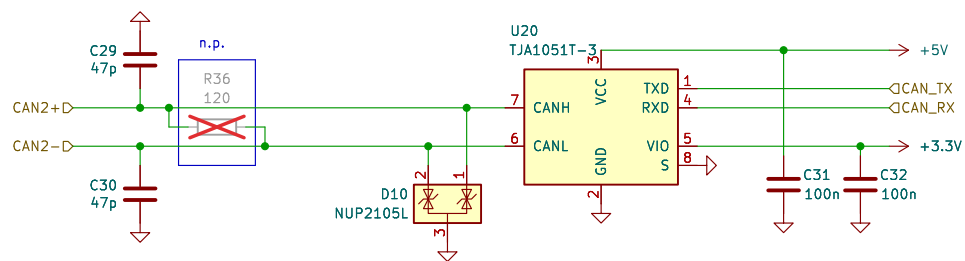 U20
TJA1051T-3
C29
47p
n.p.
R36
120
3
VCC
+5V
TXD
1
CAN_TX
CAN2+
7
CANH
RXD
4
CAN_RX
CAN2-
6
CANL
VIO
5
+3.3V
GND
S
8
C30
47p
2
1
D10
NUP2105L
3
2
C31
100n
C32
100n